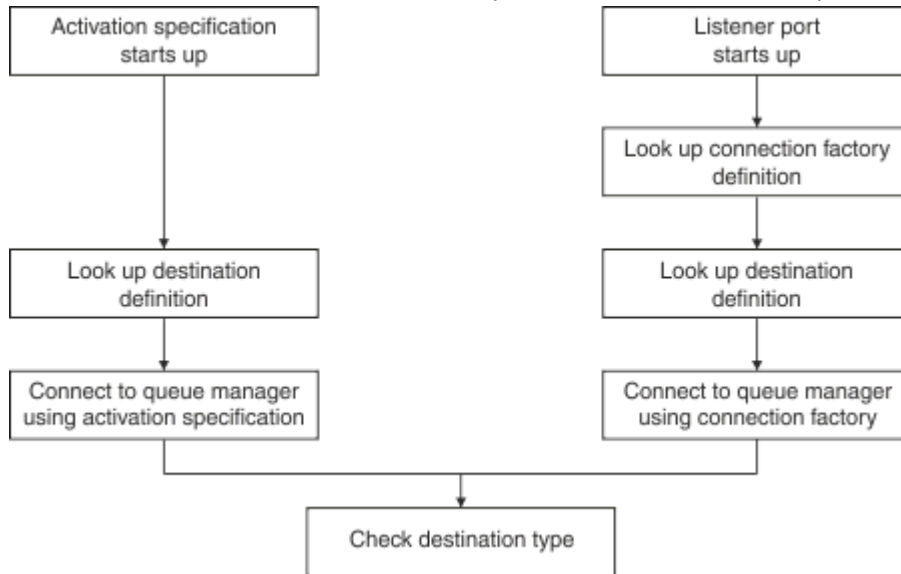 Activation specification
starts up
Listener port
starts up
Look up connection factory
definition
Look up destination
definition
Look up destination
definition
Connect to queue manager
using activation specification
Connect to queue manager
using connection factory
Check destination type